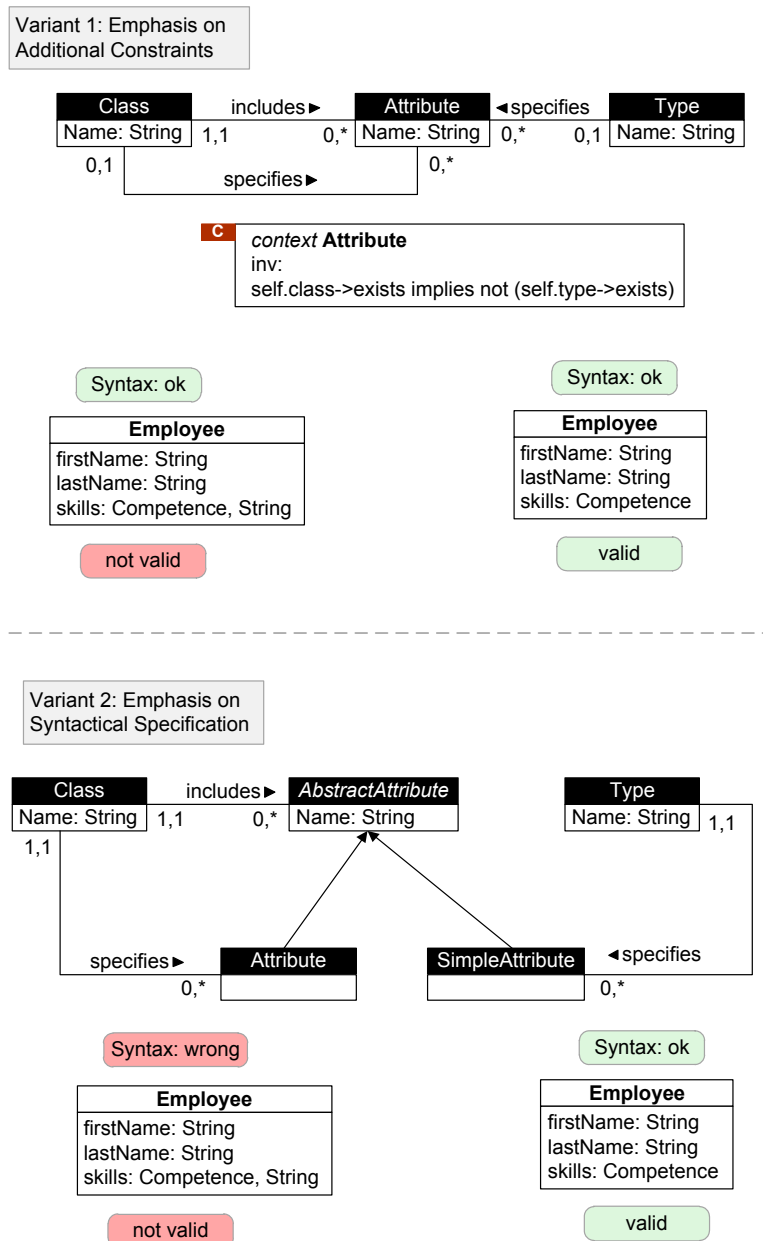 Variant 1: Emphasis on
Additional Constraints
Class
includes ►
Attribute
◄specifies
Type
Name: String
1,1
0,*
Name: String
0,*
0,1
Name: String
0,1
specifies ►
0,*
C
context Attribute
inv:
self.class->exists implies not (self.type->exists)
Syntax: ok
Syntax: ok
Employee
firstName: String
lastName: String
skills: Competence, String
Employee
firstName: String
lastName: String
skills: Competence
not valid
valid
Variant 2: Emphasis on
Syntactical Specification
Class
includes ►
AbstractAttribute
Type
Name: String
1,1
0,*
Name: String
Name: String
1,1
1,1
specifies ►
Attribute
SimpleAttribute
◄specifies
0,*
0,*
Syntax: wrong
Syntax: ok
Employee
firstName: String
lastName: String
skills: Competence, String
Employee
firstName: String
lastName: String
skills: Competence
not valid
valid